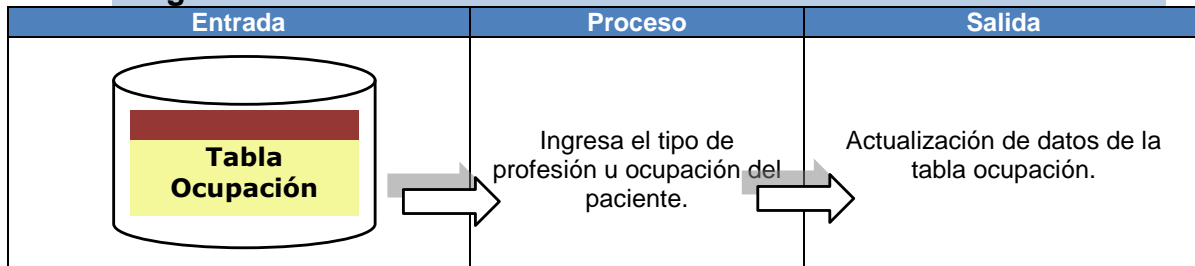 Entrada
Proceso
Salida
Tabla
Ocupación
Ingresa el tipo de
profesión u ocupación del
paciente.
Actualización de datos de la
tabla ocupación.